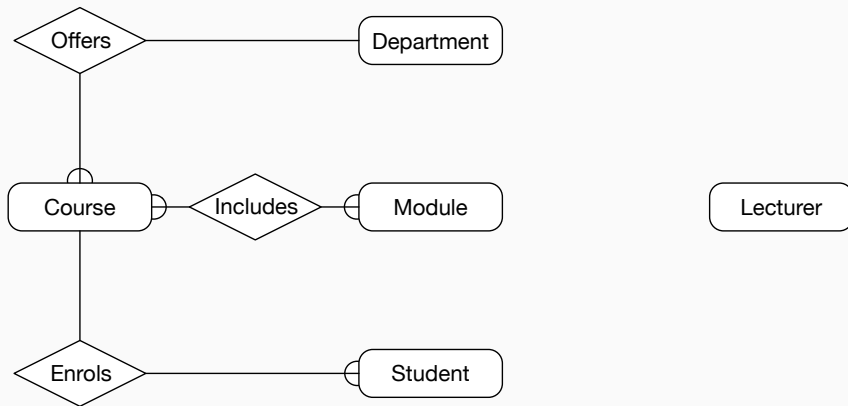 Offers
Department
Course
Includes
Module
Lecturer
Enrols
Student